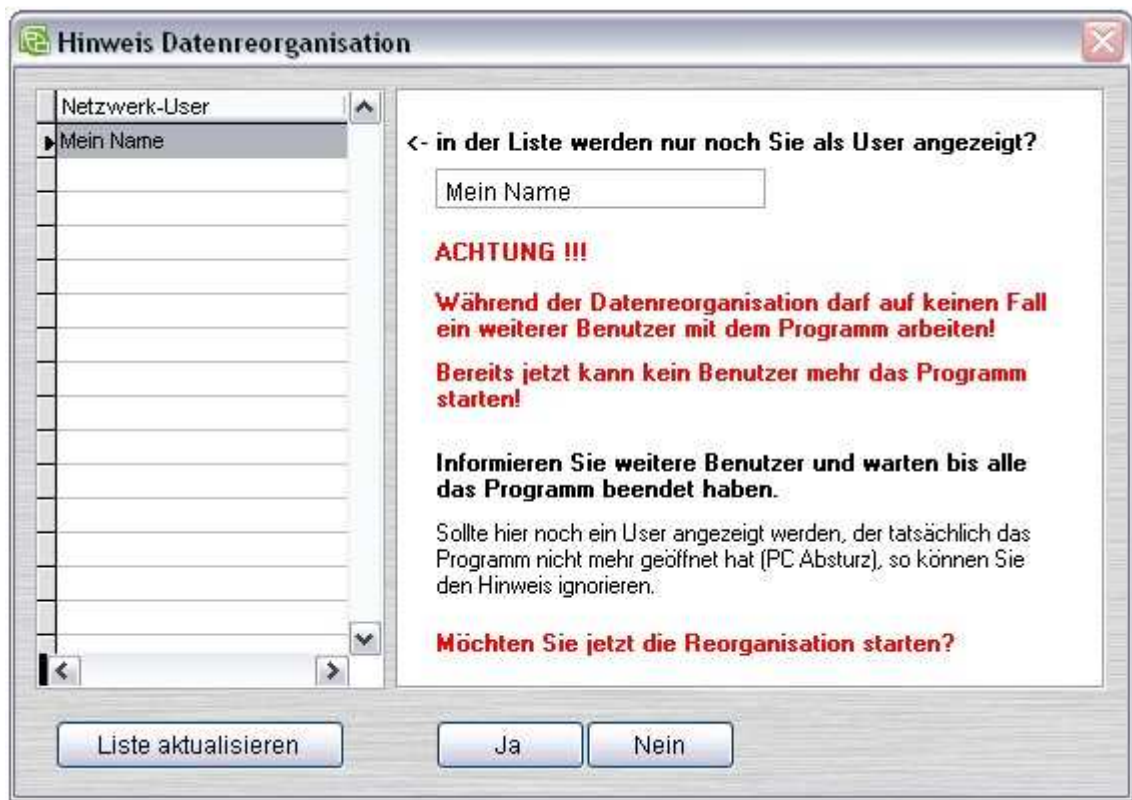 Hinweis Datenreorganisation
Netzwerk-User
Mein Name
<- in der Liste werden nur noch Sie als User angezeigt?
Mein Name
ACHTUNG !!!
Während der Datenreorganisation darf auf keinen Fall
ein weiterer Benutzer mit dem Programm arbeiten!
Bereits jetzt kann kein Benutzer mehr das Programm
starten!
Informieren Sie weitere Benutzer und warten bis alle
das Programm beendet haben.
Sollte hier noch ein User angezeigt werden, der tatsächlich das
Programm nicht mehr geöffnet hat (PC Absturz), so können Sie
den Hinweis ignorieren.
Möchten Sie jetzt die Reorganisation starten?
Liste aktualisieren
Ja
Nein